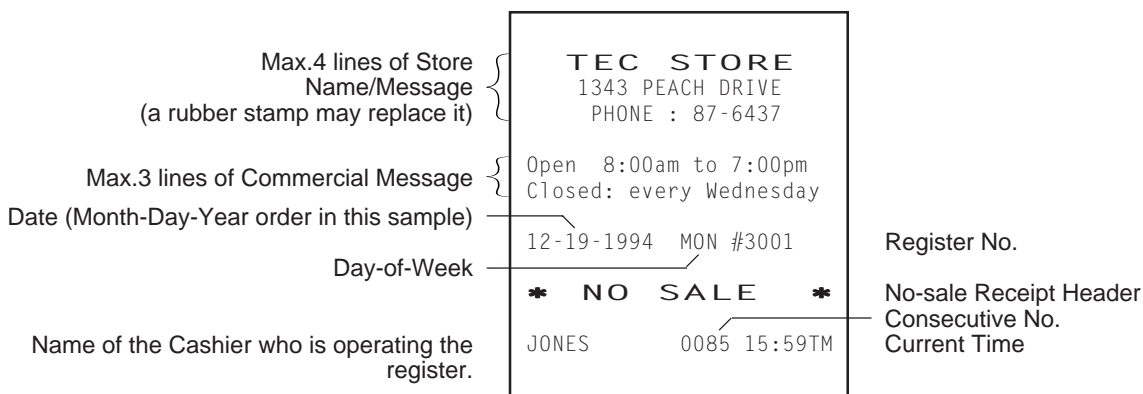 Max.4 lines of Store
Name/Message
(a rubber stamp may replace it)
TEC STORE
1343 PEACH DRIVE
PHONE : 87-6437
Max.3 lines of Commercial Message
Open 8:00am to 7:00pm
Closed: every Wednesday
Date (Month-Day-Year order in this sample)
12-19-1994 MON #3001
Register No.
Day-of-Week
* NO SALE *
No-sale Receipt Header
Consecutive No.
Name of the Cashier who is operating the
register.
JONES 0085 15:59TM
Current Time